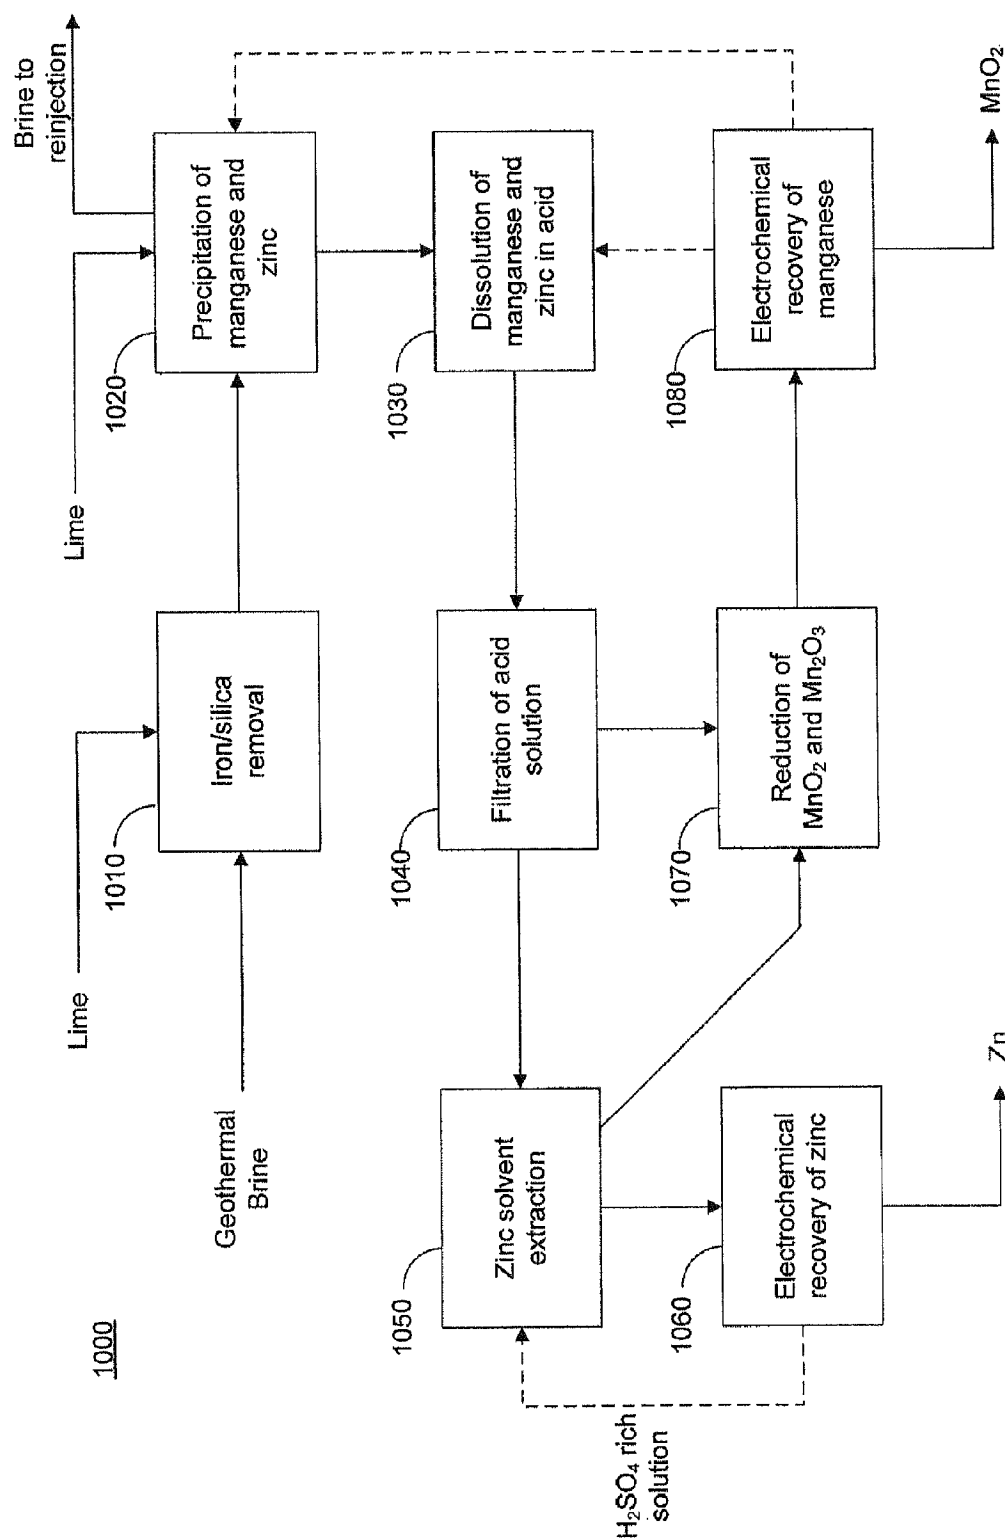 1000
Geothermal
Brine
Lime
1010
Iron/silica
removal
Lime
1020
Precipitation of
manganese and
zinc
Brine to
reinjection
1030
Dissolution of
manganese and
zinc in acid
1040
Filtration of acid
solution
1050
Zinc solvent
extraction
H₂SO₄ rich
solution
1060
Electrochemical
recovery of zinc
Zn
1070
Reduction of
MnO₂ and Mn₂O₃
1080
Electrochemical
recovery of
manganese
MnO₂